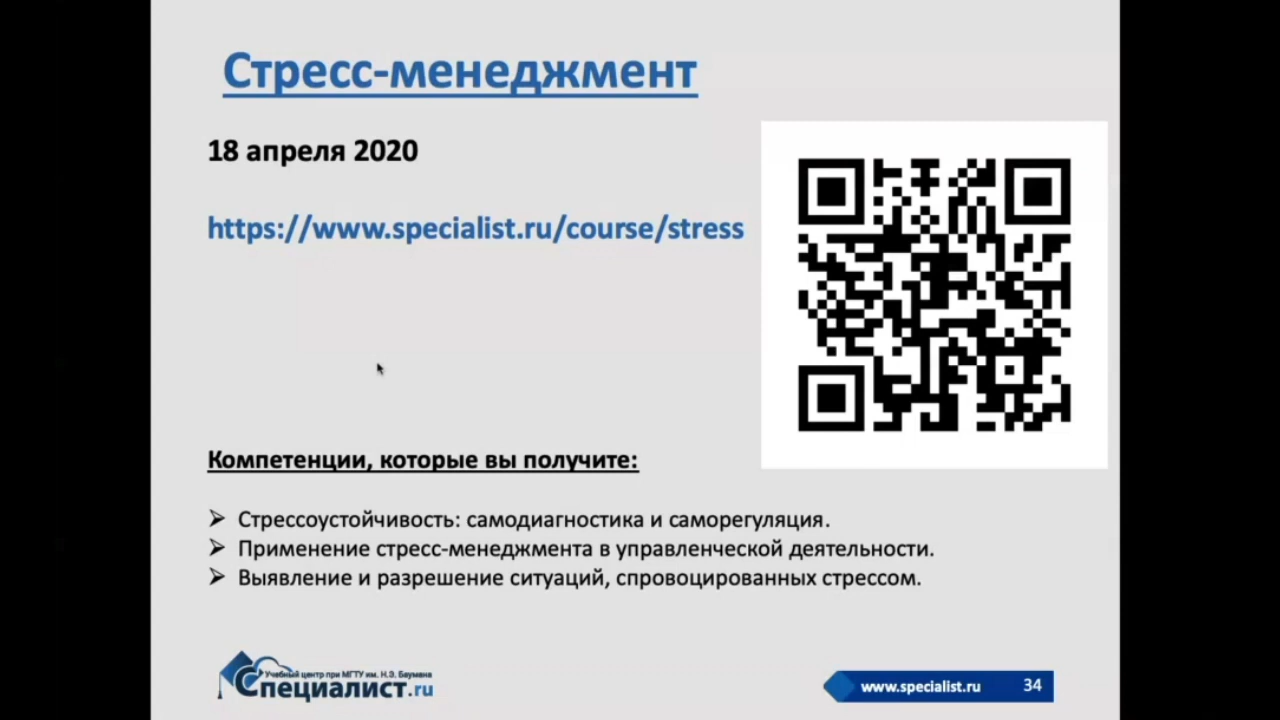 Стресс-менеджмент
18 апреля 2020
https://www.specialist.ru/course/stress
Компетенции, которые вы получите:
Стрессоустойчивость: самодиагностика и саморегуляция.
Применение стресс-менеджмента в управленческой деятельности.
Выявление и разрешение ситуаций, спровоцированных стрессом.
Учебный центр при МГТУ им. Н.Э. Баумана
Специалист.ru
www.specialist.ru 34